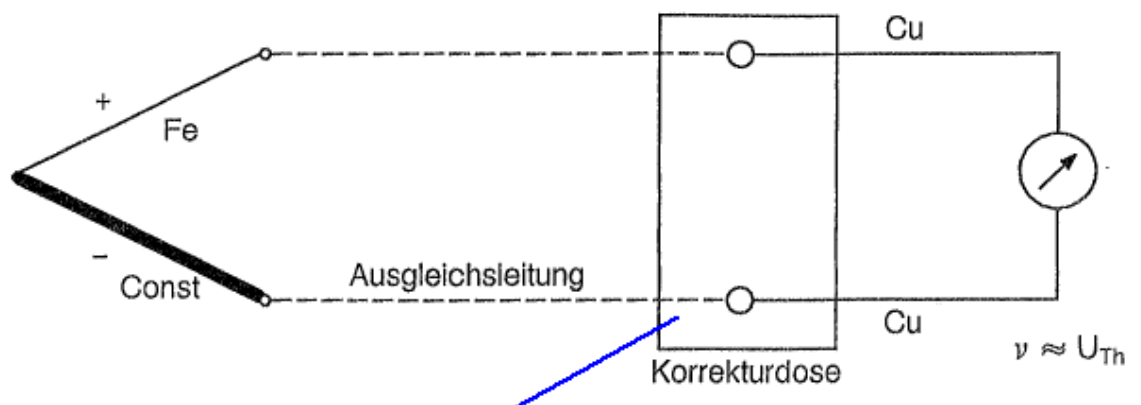 Cu
+
Fe
−
Const
Ausgleichsleitung
Cu
Korrekturdose
ν ≈ U_Th